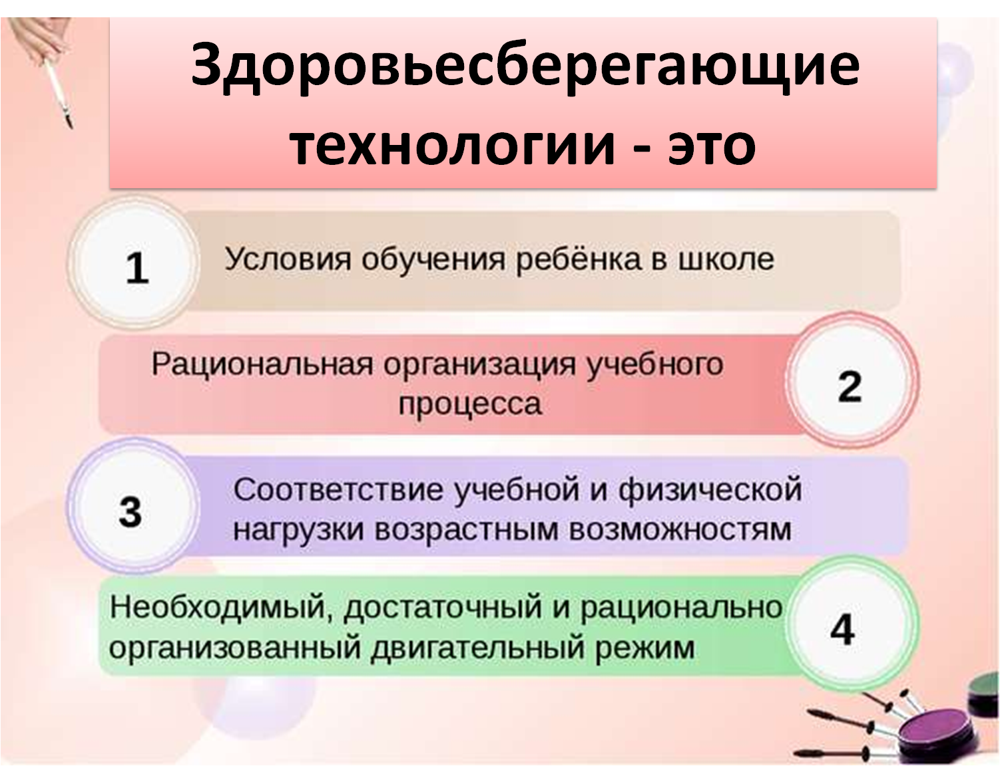 Здоровьесберегающие
технологии - это
1
Условия обучения ребёнка в школе
Рациональная организация учебного
процесса
2
3
Соответствие учебной и физической
нагрузки возрастным возможностям
Необходимый, достаточный и рационально
организованный двигательный режим
4